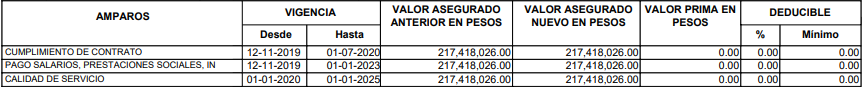 AMPAROS VIGENCIA VALOR ASEGURADO ANTERIOR EN PESOS VALOR ASEGURADO NUEVO EN PESOS VALOR PRIMA EN PESOS DEDUCIBLE
Desde Hasta % Mínimo
CUMPLIMIENTO DE CONTRATO 12-11-2019 01-07-2020 217,418,026.00 217,418,026.00 0.00 0.00 0.00
PAGO SALARIOS, PRESTACIONES SOCIALES, IN 12-11-2019 01-01-2023 217,418,026.00 217,418,026.00 0.00 0.00 0.00
CALIDAD DE SERVICIO 01-01-2020 01-01-2025 217,418,026.00 217,418,026.00 0.00 0.00 0.00